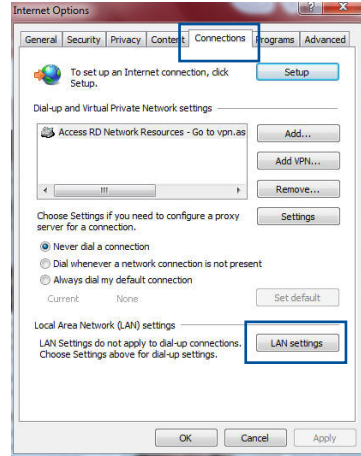 Internet Options
General Security Privacy Content Connections Programs Advanced
To set up an Internet connection, click
Setup.
Setup
Dial-up and Virtual Private Network settings
Access RD Network Resources - Go to vpn.as
Add...
Add VPN...
Remove...
Choose Settings if you need to configure a proxy
server for a connection.
Settings
Never dial a connection
Dial whenever a network connection is not present
Always dial my default connection
Current None
Set default
Local Area Network (LAN) settings
LAN Settings do not apply to dial-up connections.
Choose Settings above for dial-up settings.
LAN settings
OK Cancel Apply